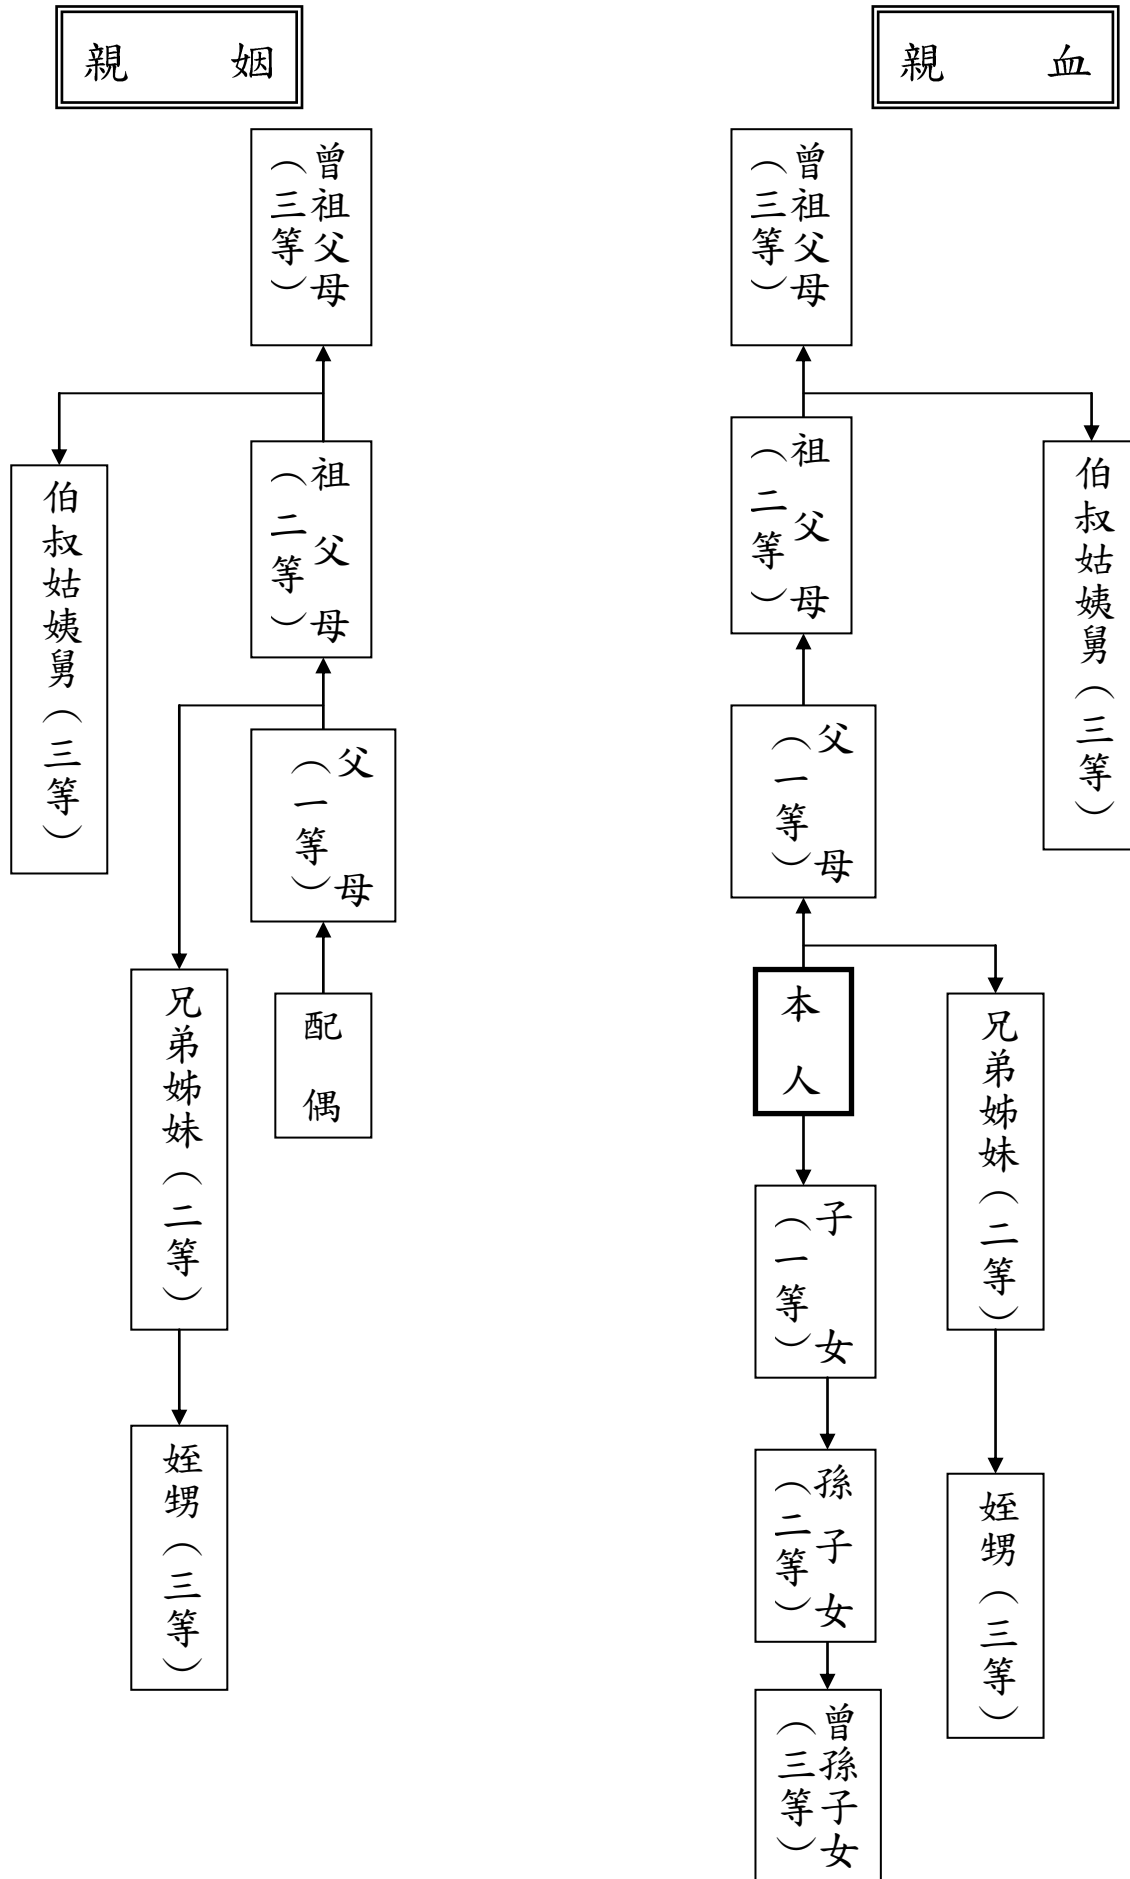 血親
姻親
曾祖父母
（三等）
伯叔姑姨舅（三等）
祖父母
（二等）
父母
（一等）
本人
兄弟姊妹（二等）
姪甥（三等）
子女
（一等）
孫子女
（二等）
曾孫子女
（三等）
曾祖父母
（三等）
祖父母
（二等）
伯叔姑姨舅（三等）
父母
（一等）
配偶
兄弟姊妹（二等）
姪甥（三等）